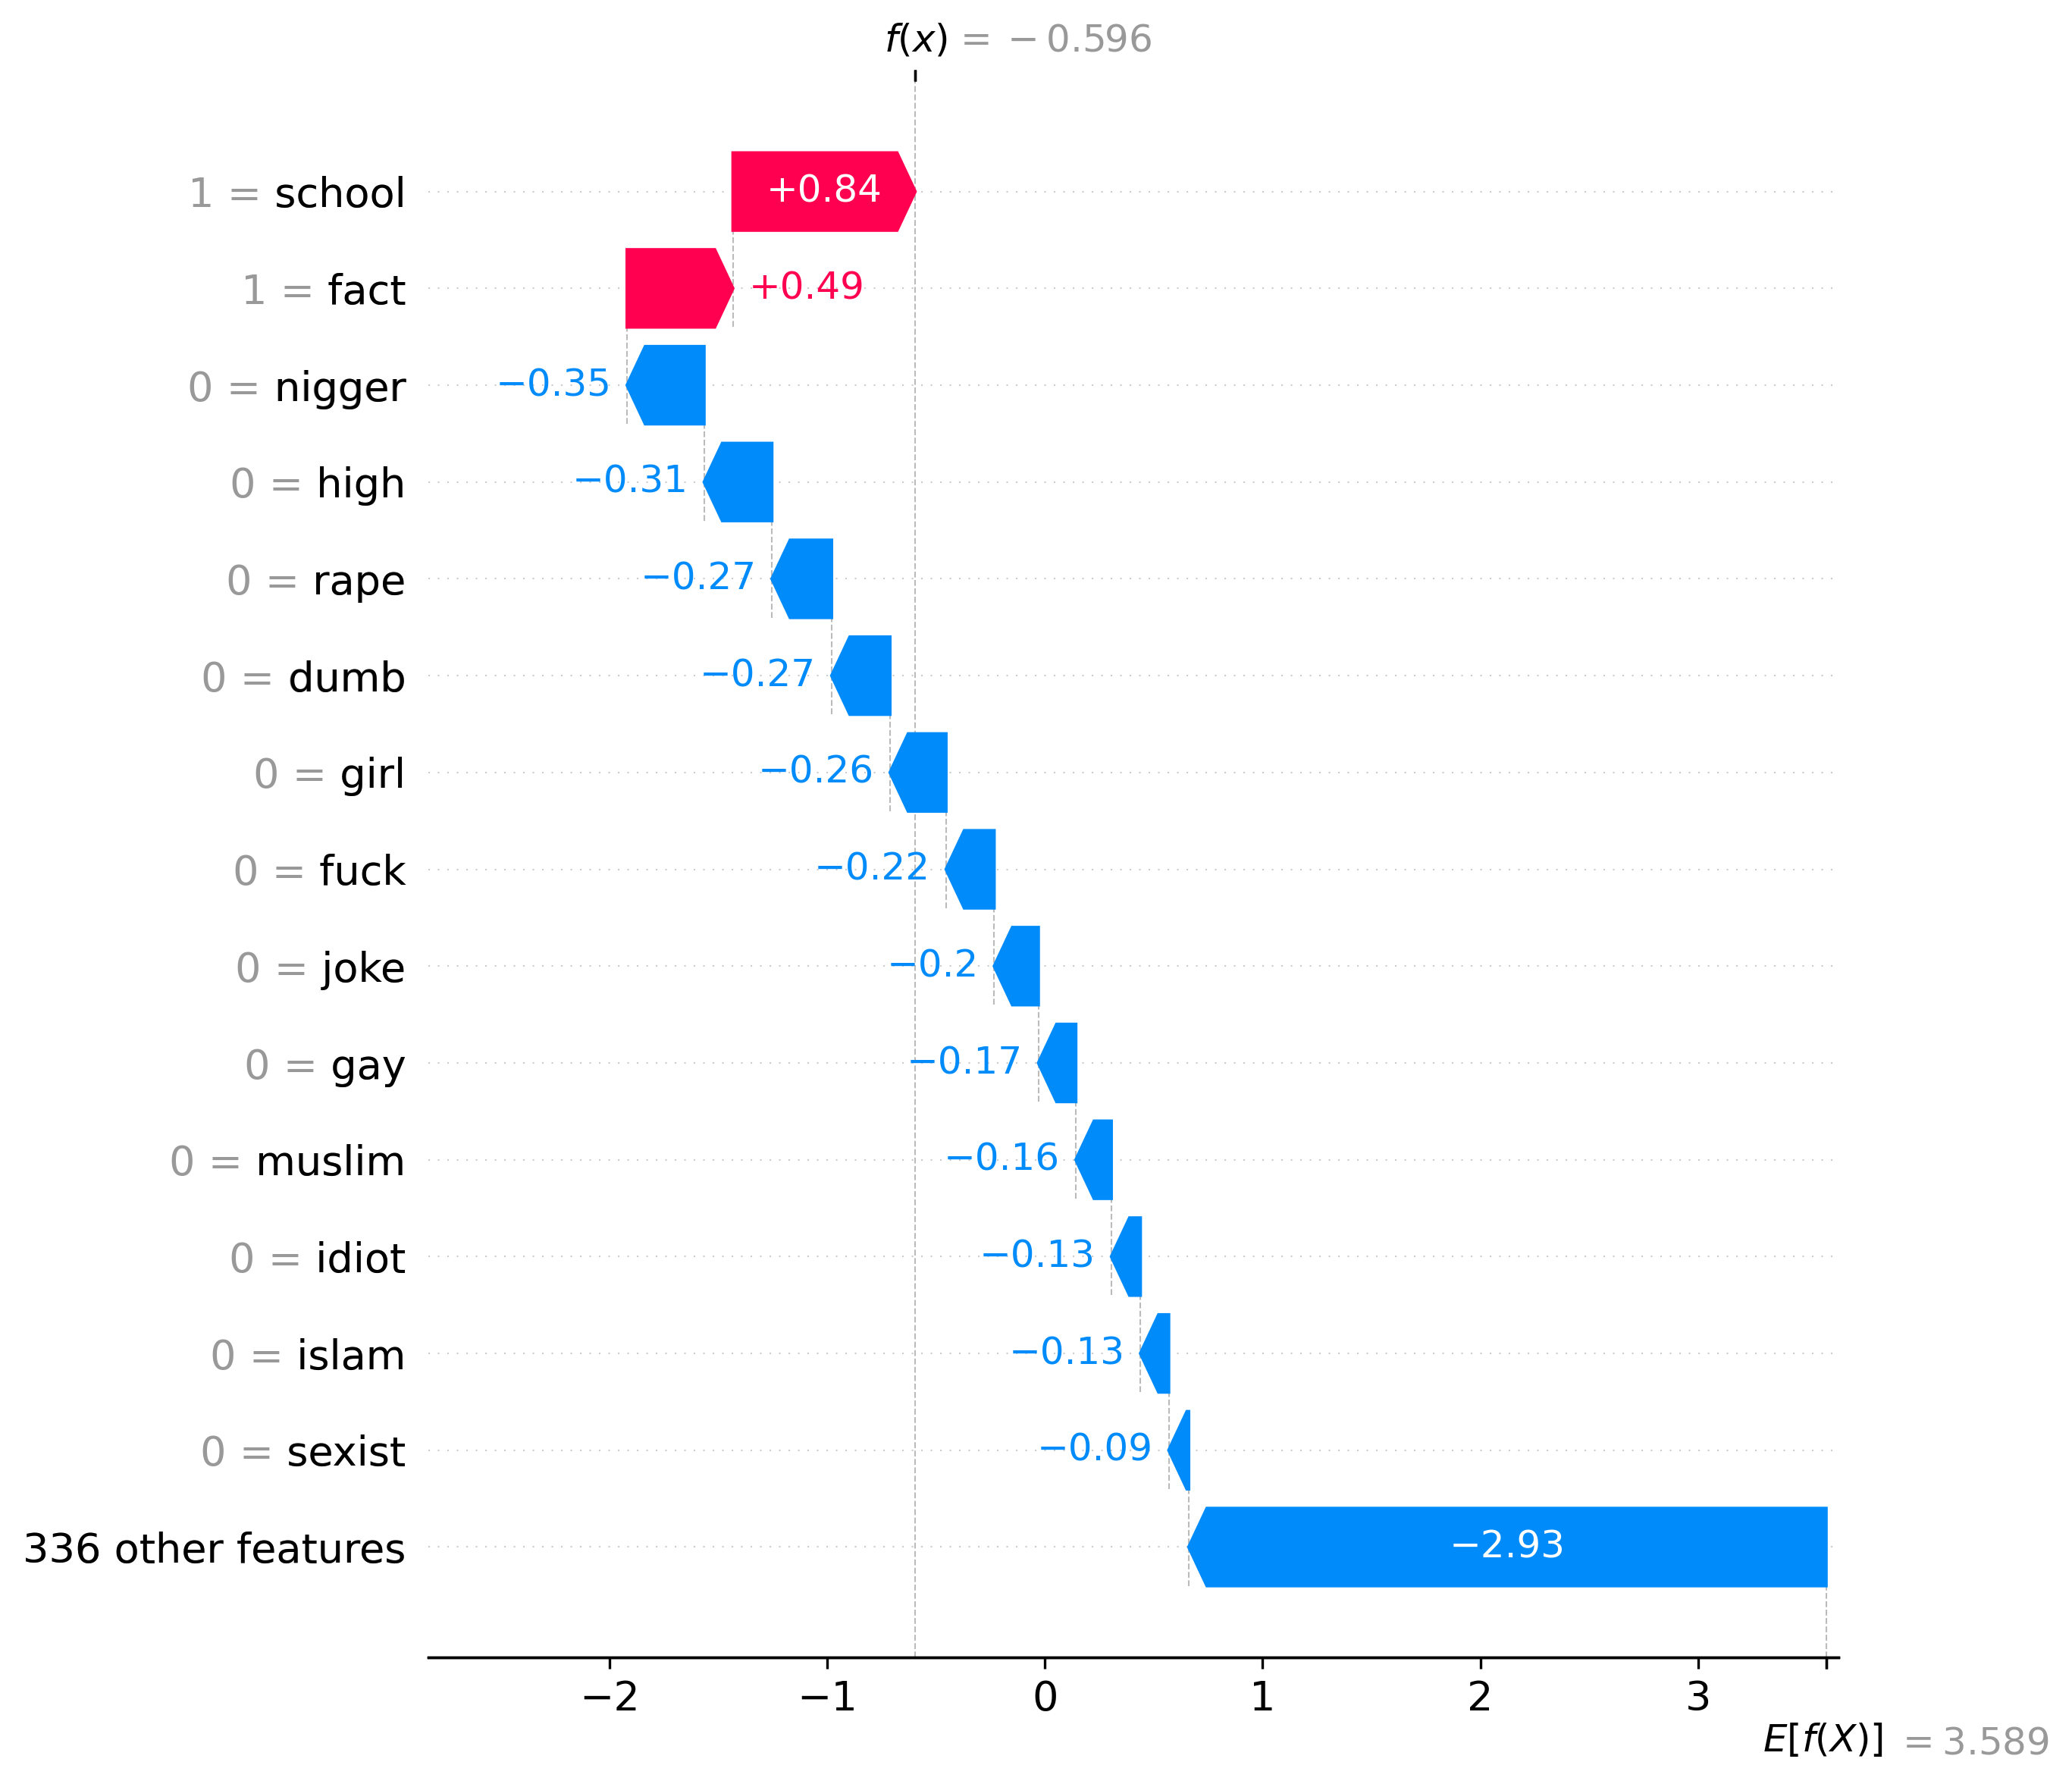 f(x) = −0.596
1 = school +0.84
1 = fact +0.49
0 = nigger −0.35
0 = high −0.31
0 = rape −0.27
0 = dumb −0.27
0 = girl −0.26
0 = fuck −0.22
0 = joke −0.2
0 = gay −0.17
0 = muslim −0.16
0 = idiot −0.13
0 = islam −0.13
0 = sexist −0.09
336 other features −2.93
−2 −1 0 1 2 3
E[f(X)] = 3.589